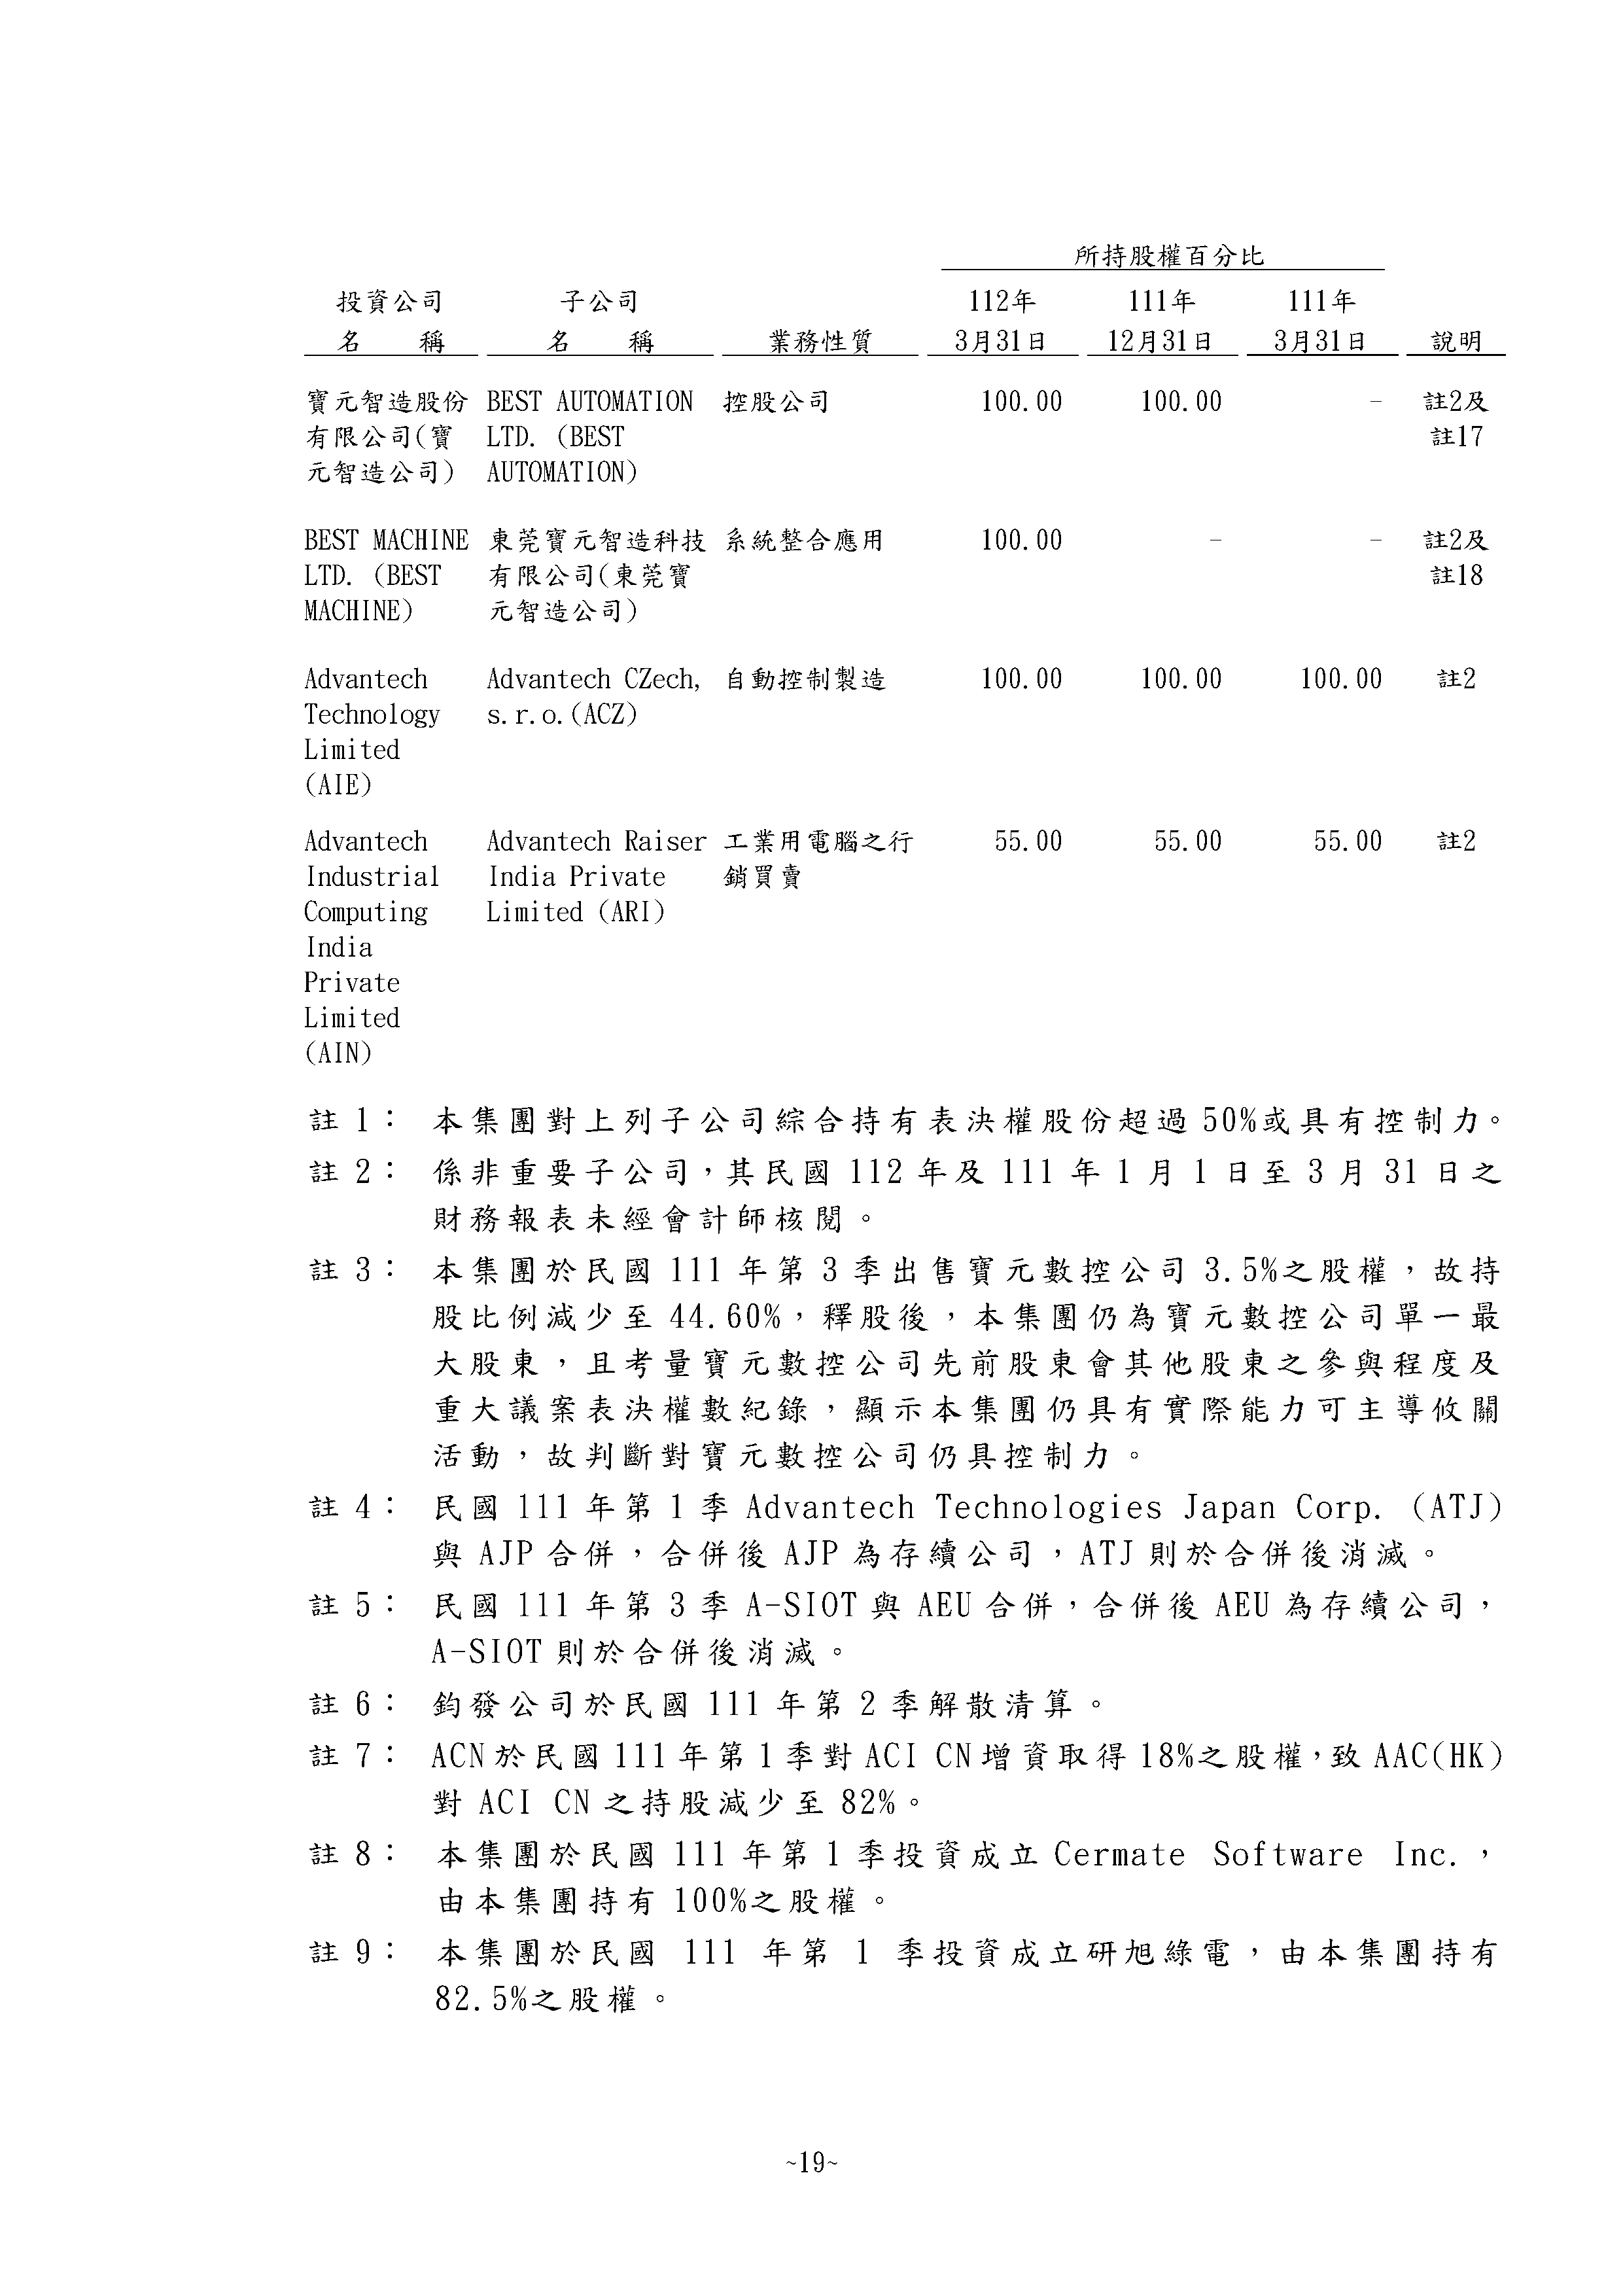 所持股權百分比
投資公司 子公司 112年 111年 111年
名 稱 名 稱 業務性質 3月31日 12月31日 3月31日 說明
寶元智造股份 BEST AUTOMATION 控股公司 100.00 100.00 - 註2及
有限公司(寶 LTD. (BEST 註17
元智造公司) AUTOMATION)
BEST MACHINE 東莞寶元智造科技 系統整合應用 100.00 - - 註2及
LTD. (BEST 有限公司(東莞寶 註18
MACHINE) 元智造公司)
Advantech Advantech CZech, 自動控制製造 100.00 100.00 100.00 註2
Technology s.r.o.(ACZ)
Limited
(AIE)
Advantech Advantech Raiser 工業用電腦之行 55.00 55.00 55.00 註2
Industrial India Private 銷買賣
Computing Limited (ARI)
India
Private
Limited
(AIN)
註 1： 本集團對上列子公司綜合持有表決權股份超過 50%或具有控制力。
註 2： 係非重要子公司，其民國 112 年及 111 年 1 月 1 日至 3 月 31 日之
財務報表未經會計師核閱。
註 3： 本集團於民國 111 年第 3 季出售寶元數控公司 3.5%之股權，故持
股比例減少至 44.60%，釋股後，本集團仍為寶元數控公司單一最
大股東，且考量寶元數控公司先前股東會其他股東之參與程度及
重大議案表決權數紀錄，顯示本集團仍具有實際能力可主導攸關
活動，故判斷對寶元數控公司仍具控制力。
註 4： 民國 111 年第 1 季 Advantech Technologies Japan Corp. (ATJ)
與 AJP 合併，合併後 AJP 為存續公司，ATJ 則於合併後消滅。
註 5： 民國 111 年第 3 季 A-SIOT 與 AEU 合併，合併後 AEU 為存續公司，
A-SIOT 則於合併後消滅。
註 6： 鈞發公司於民國 111 年第 2 季解散清算。
註 7： ACN 於民國 111 年第 1 季對 ACI CN 增資取得 18%之股權，致 AAC(HK)
對 ACI CN 之持股減少至 82%。
註 8： 本集團於民國 111 年第 1 季投資成立 Cermate Software Inc.，
由本集團持有 100%之股權。
註 9： 本集團於民國 111 年第 1 季投資成立研旭綠電，由本集團持有
82.5%之股權。
~19~